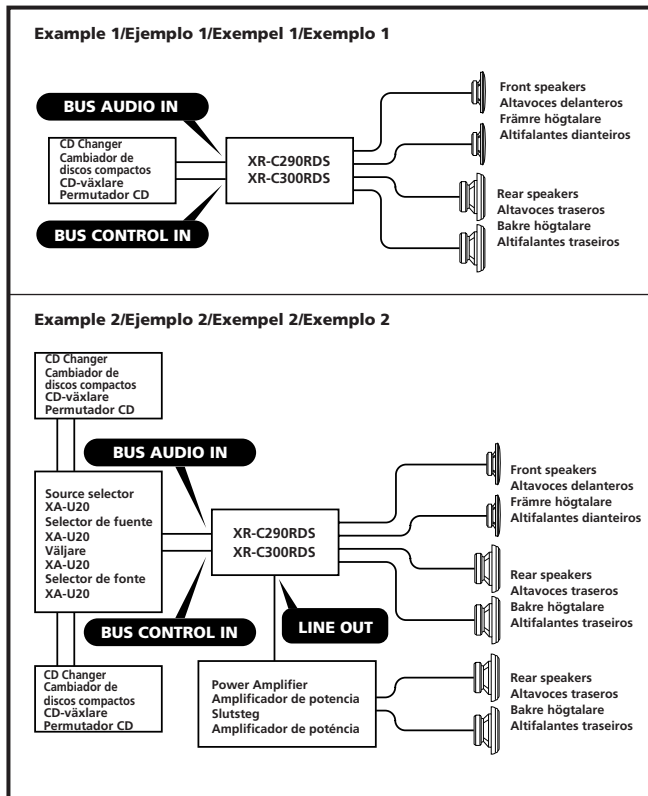 Example 1/Ejemplo 1/Exempel 1/Exemplo 1
BUS AUDIO IN
CD Changer
Cambiador de
discos compactos
CD-växlare
Permutador CD
BUS CONTROL IN
XR-C290RDS
XR-C300RDS
Front speakers
Altavoces delanteros
Främre högtalare
Altifalantes dianteiros
Rear speakers
Altavoces traseros
Bakre högtalare
Altifalantes traseiros
Example 2/Ejemplo 2/Exempel 2/Exemplo 2
CD Changer
Cambiador de
discos compactos
CD-växlare
Permutador CD
BUS AUDIO IN
Source selector
XA-U20
Selector de fuente
XA-U20
Väljare
XA-U20
Selector de fonte
XA-U20
BUS CONTROL IN
XR-C290RDS
XR-C300RDS
LINE OUT
Front speakers
Altavoces delanteros
Främre högtalare
Altifalantes dianteiros
Rear speakers
Altavoces traseros
Bakre högtalare
Altifalantes traseiros
CD Changer
Cambiador de
discos compactos
CD-växlare
Permutador CD
Power Amplifier
Amplificador de potencia
Slutsteg
Amplificador de poténcia
Rear speakers
Altavoces traseros
Bakre högtalare
Altifalantes traseiros